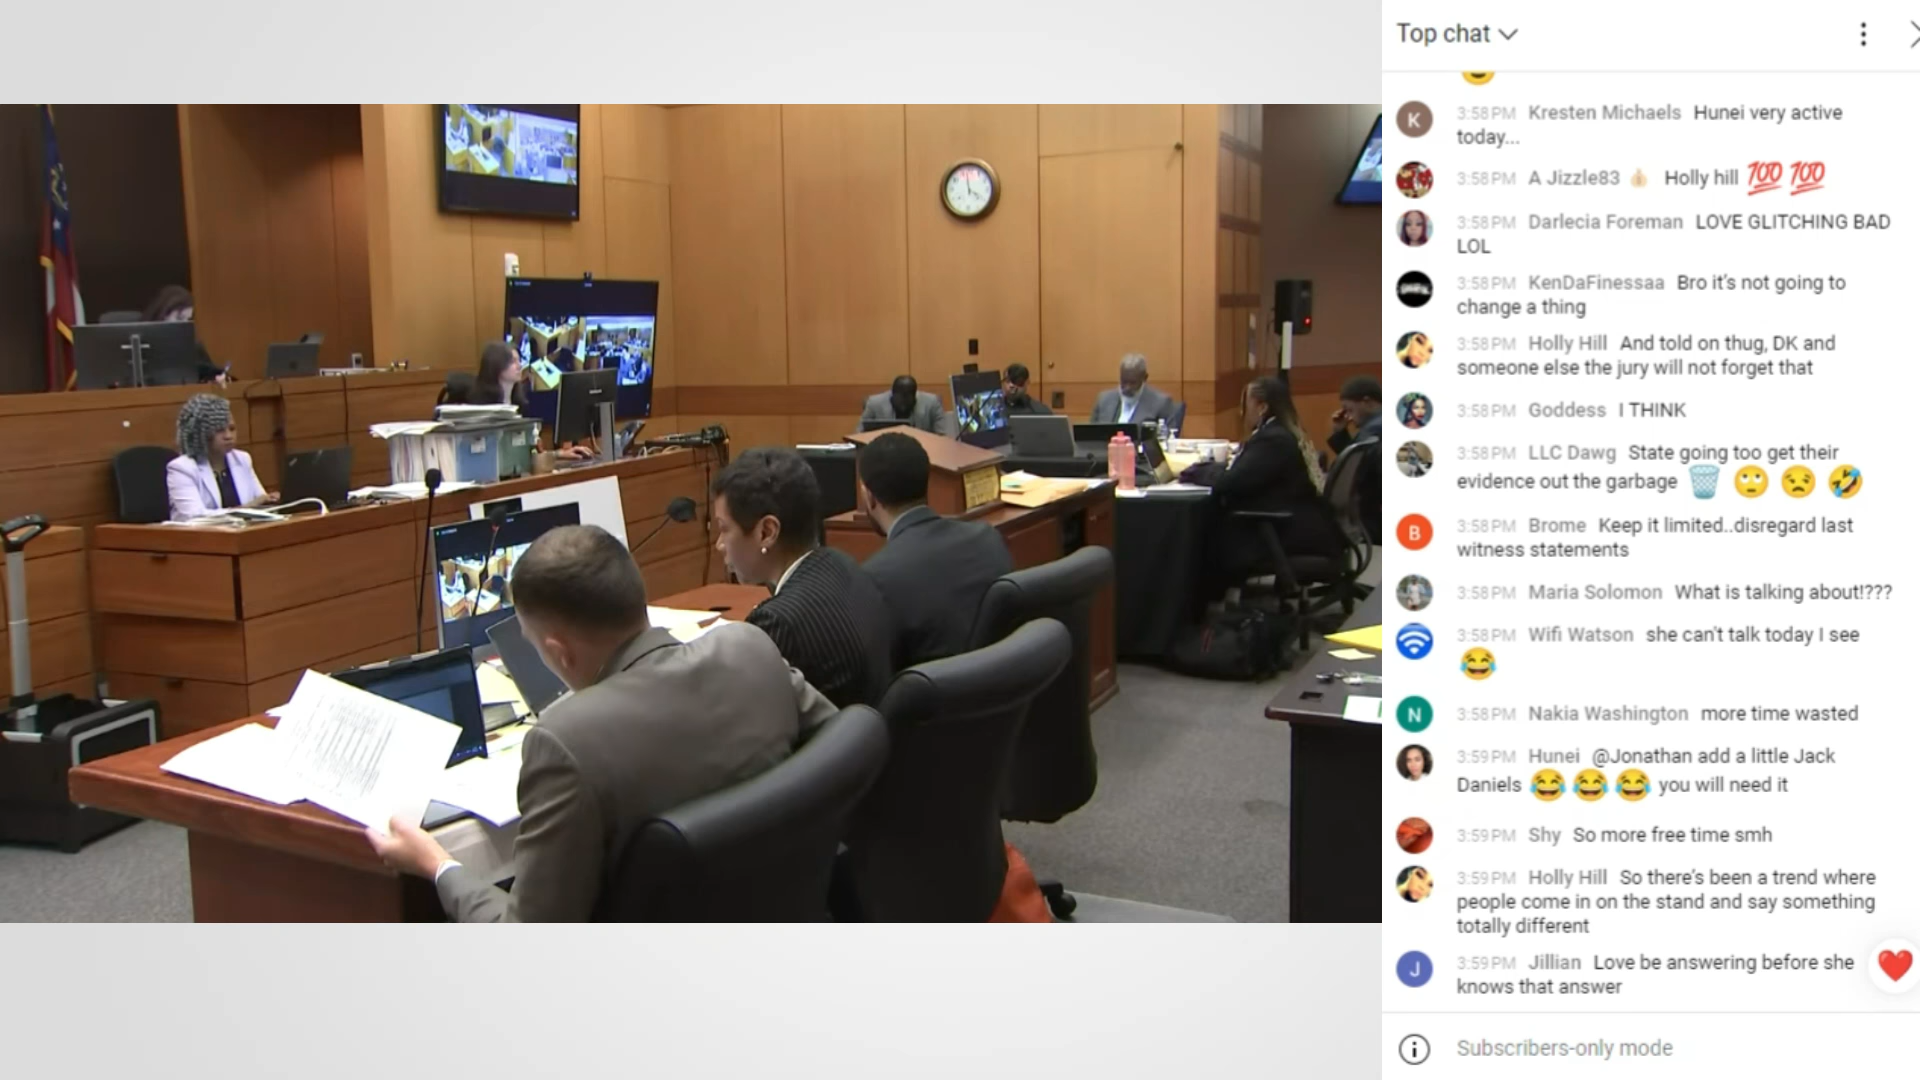 Top chat
3:58 PM Kresten Michaels Hunei very active
today...
3:58 PM A Jizzle83 Holly hill 💯 💯
3:58 PM Darlecia Foreman LOVE GLITCHING BAD
LOL
3:58 PM KenDaFinessaa Bro it's not going to
change a thing
3:58 PM Holly Hill And told on thug, DK and
someone else the jury will not forget that
3:58 PM Goddess I THINK
3:58 PM LLC Dawg State going too get their
evidence out the garbage 🗑️ 🙄 😒 🤣
3:58 PM Brome Keep it limited..disregard last
witness statements
3:58 PM Maria Solomon What is talking about!???
3:58 PM Wifi Watson she can't talk today I see
😂
3:58 PM Nakia Washington more time wasted
3:59 PM Hunei @Jonathan add a little Jack
Daniels 😂 😂 😂 you will need it
3:59 PM Shy So more free time smh
3:59 PM Holly Hill So there's been a trend where
people come in on the stand and say something
totally different
3:59 PM Jillian Love be answering before she
knows that answer
Subscribers-only mode
K
B
N
J